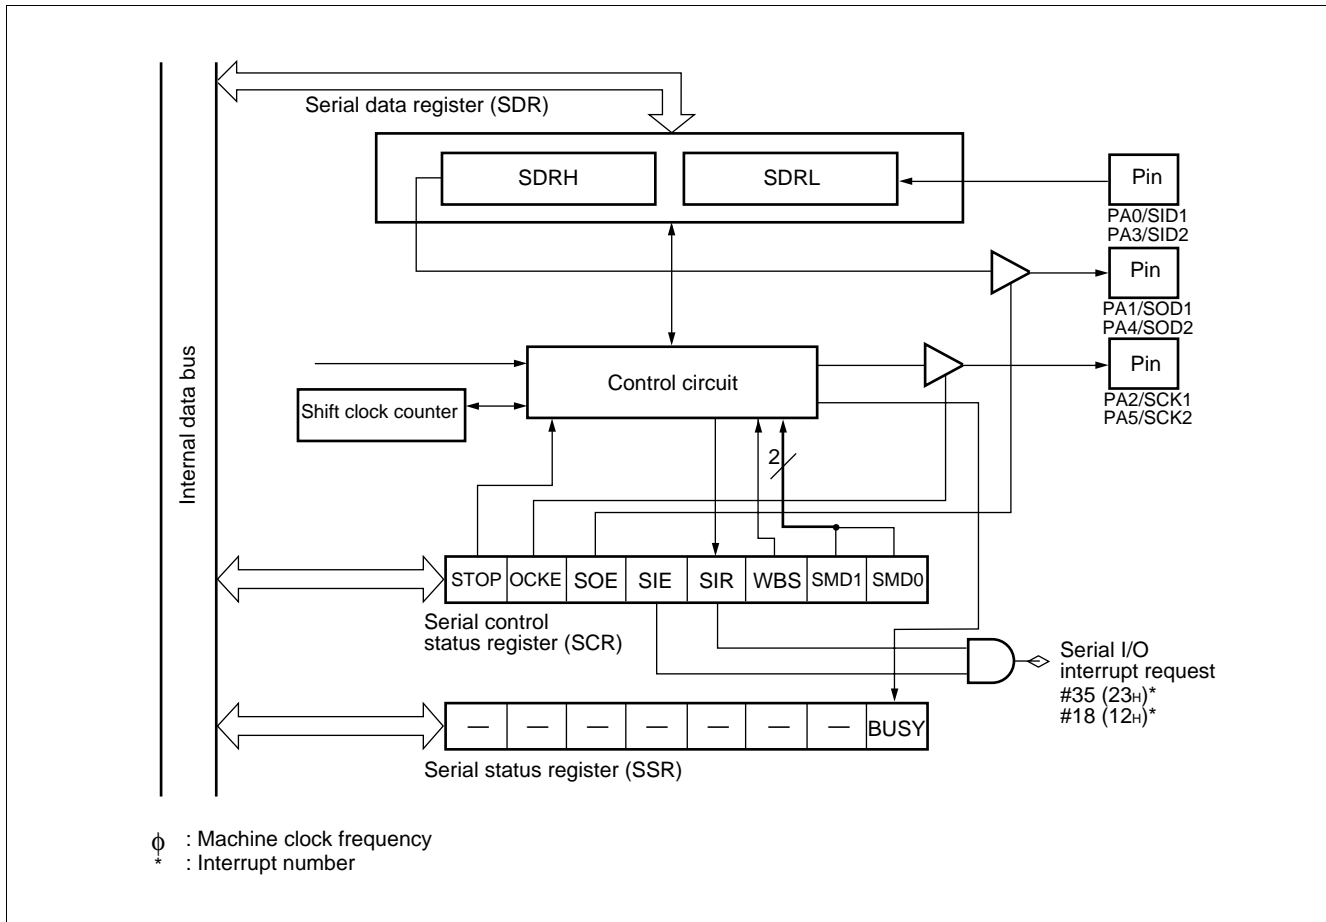 Serial data register (SDR)
SDRH
SDRL
Pin
PA0/SID1
PA3/SID2
Pin
PA1/SOD1
PA4/SOD2
Pin
PA2/SCK1
PA5/SCK2
Control circuit
Shift clock counter
Internal data bus
2
STOP OCKE SOE SIE SIR WBS SMD1 SMD0
Serial control
status register (SCR)
Serial I/O
interrupt request
#35 (23H)*
#18 (12H)*
— — — — — — — BUSY
Serial status register (SSR)
ϕ : Machine clock frequency
* : Interrupt number